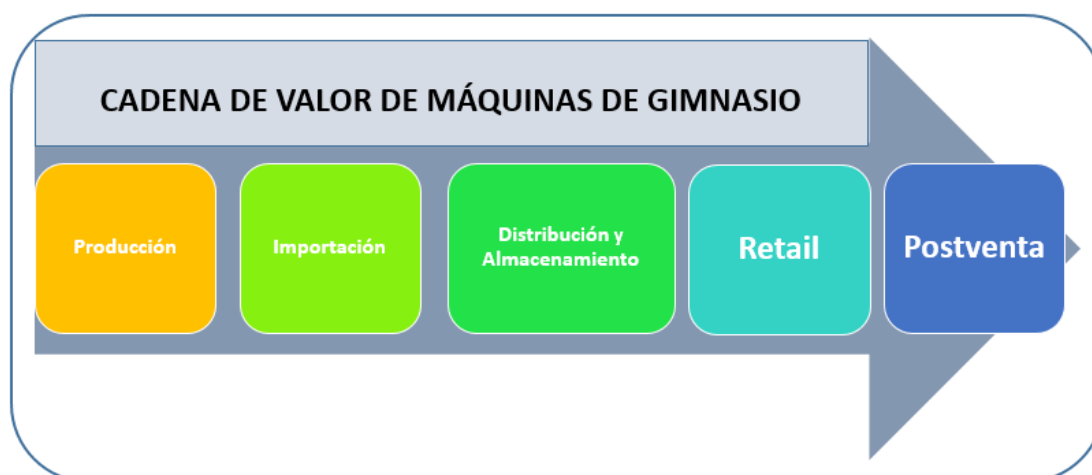 CADENA DE VALOR DE MÁQUINAS DE GIMNASIO
Producción
Importación
Distribución y
Almacenamiento
Retail
Postventa